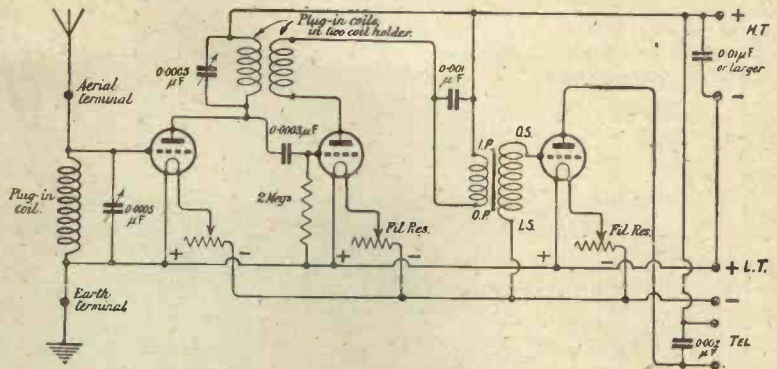 Plug-in coils,
in two coil holder.
0·0005
μF
Aerial
terminal
Plug-in
coil.
0·0005
μF
Earth
terminal
0·0003μF
2 Megs
Fil Res.
0·001
μF
I.P.
O.P.
O.S.
I.S.
Fil Res.
+ H.T
0·01μF
or larger
−
+ −
+ −
+ −
+ L.T.
−
TEL
0·002
μF